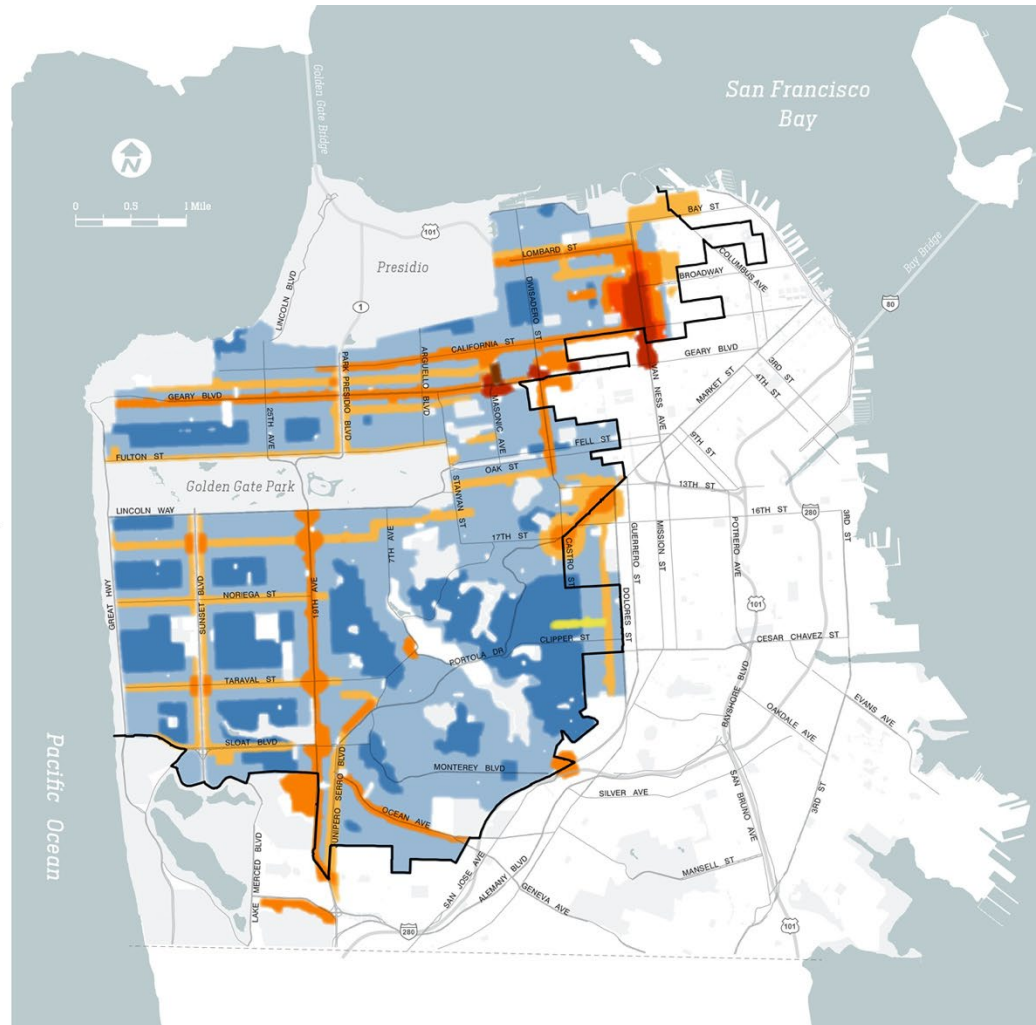 San Francisco
Bay
Golden Gate Bridge
N
0 0.5 1 Mile
101
BAY ST
LOMBARD ST
COLUMBUS AVE
BROADWAY
Bay Bridge
Presidio
LINCOLN BLVD
DIVISADERO ST
1
80
CALIFORNIA ST
PARK PRESIDIO BLVD
ARGUELLO BLVD
GEARY BLVD
VAN NESS AVE
MARKET ST
3RD ST
4TH ST
GEARY BLVD
25TH AVE
MASONIC AVE
9TH ST
FELL ST
FULTON ST
OAK ST
STANYAN ST
Golden Gate Park
13TH ST
LINCOLN WAY
16TH ST
280
3RD ST
7TH AVE
17TH ST
CASTRO ST
GUERRERO ST
MISSION ST
POTRERO AVE
GREAT HWY
SUNSET BLVD
NORIEGA ST
19TH AVE
DOLORES ST
101
CLIPPER ST
CESAR CHAVEZ ST
PORTOLA DR
TARAVAL ST
BAYSHORE BLVD
OAKDALE AVE
EVANS AVE
SLOAT BLVD
Pacific Ocean
MONTEREY BLVD
JUNIPERO SERRO BLVD
SILVER AVE
SAN BRUNO AVE
3RD ST
OCEAN AVE
LAKE MERCED BLVD
SAN JOSE AVE
ALEMANY BLVD
MANSELL ST
GENEVA AVE
280
101